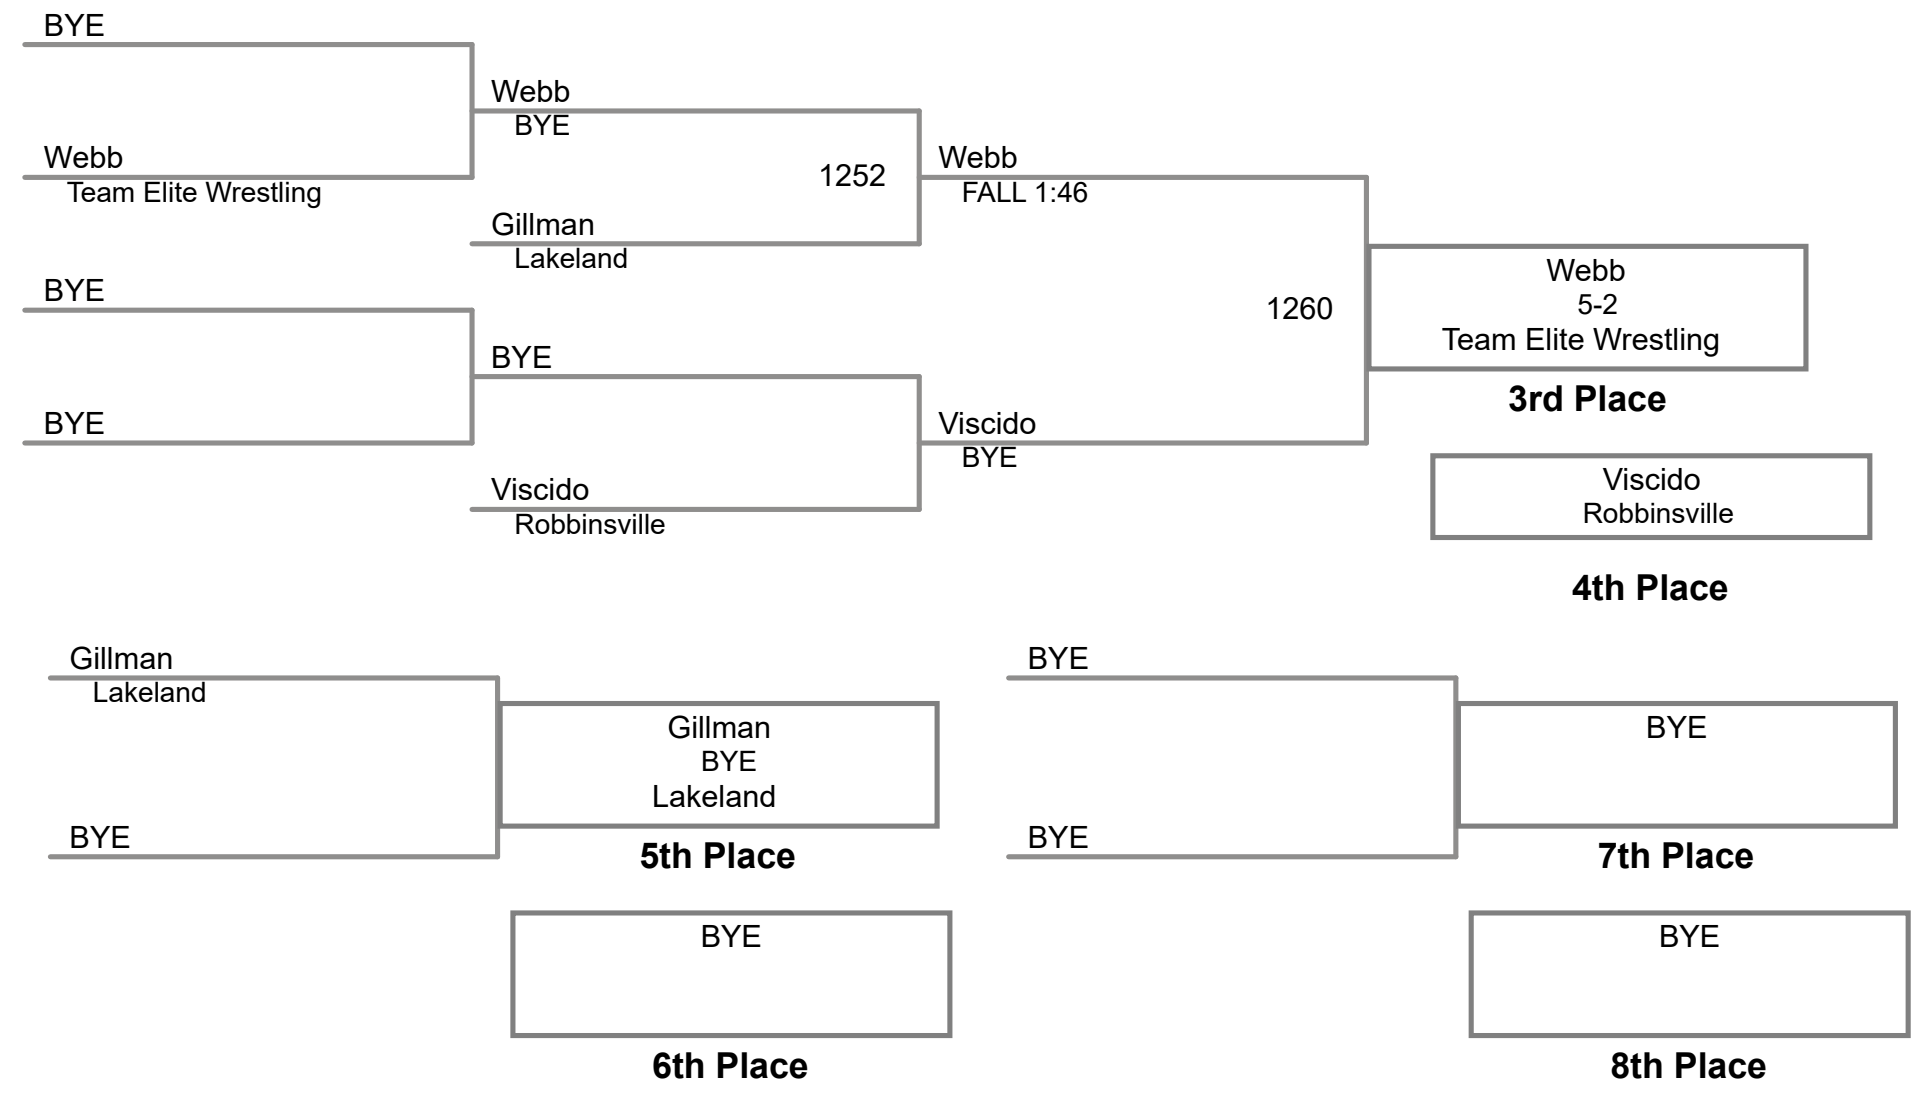 BYE
Webb
BYE
Webb
Team Elite Wrestling
1252
Webb
FALL 1:46
Gillman
Lakeland
BYE
1260
Webb
5-2
Team Elite Wrestling
3rd Place
BYE
BYE
Viscido
BYE
Viscido
Robbinsville
Viscido
Robbinsville
4th Place
Gillman
Lakeland
Gillman
BYE
Lakeland
BYE
5th Place
BYE
6th Place
BYE
BYE
BYE
7th Place
BYE
8th Place